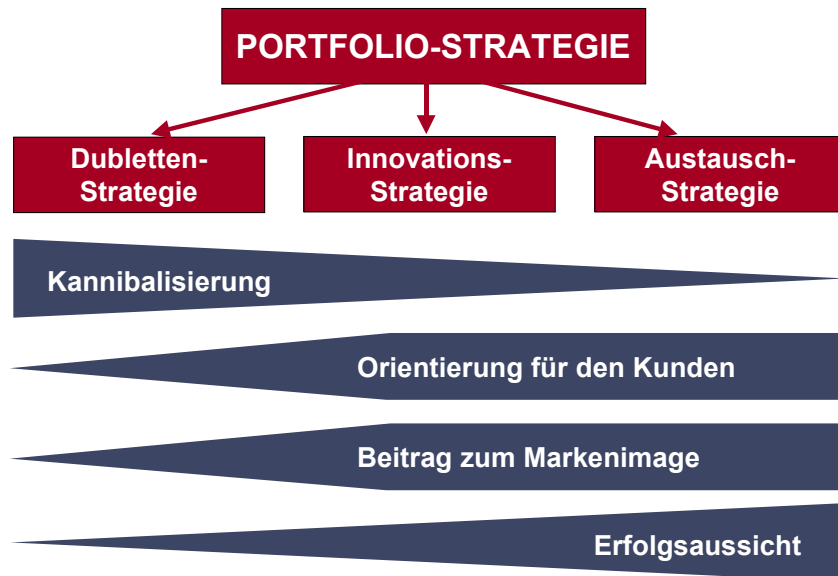 PORTFOLIO-STRATEGIE
Dubletten-
Strategie
Innovations-
Strategie
Austausch-
Strategie
Kannibalisierung
Orientierung für den Kunden
Beitrag zum Markenimage
Erfolgsaussicht